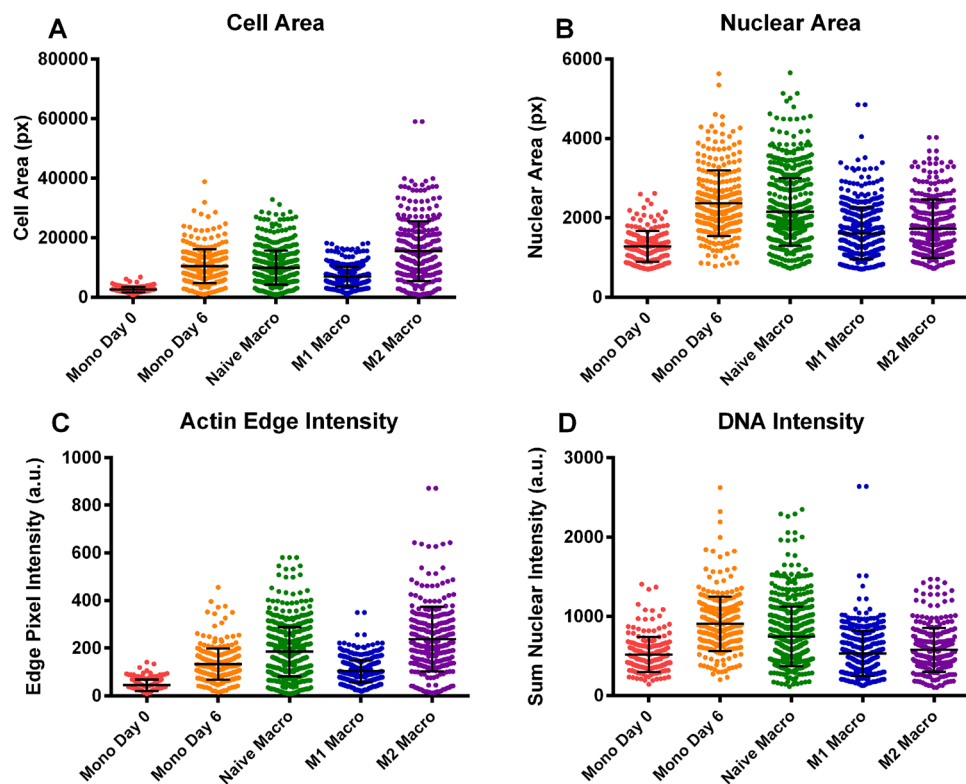 A
Cell Area
Cell Area (px)
80000
60000
40000
20000
0
Mono Day 0
Mono Day 6
Naive Macro
M1 Macro
M2 Macro
B
Nuclear Area
Nuclear Area (px)
6000
4000
2000
0
Mono Day 0
Mono Day 6
Naive Macro
M1 Macro
M2 Macro
C
Actin Edge Intensity
Edge Pixel Intensity (a.u.)
1000
800
600
400
200
0
Mono Day 0
Mono Day 6
Naive Macro
M1 Macro
M2 Macro
D
DNA Intensity
Sum Nuclear Intensity (a.u.)
3000
2000
1000
0
Mono Day 0
Mono Day 6
Naive Macro
M1 Macro
M2 Macro